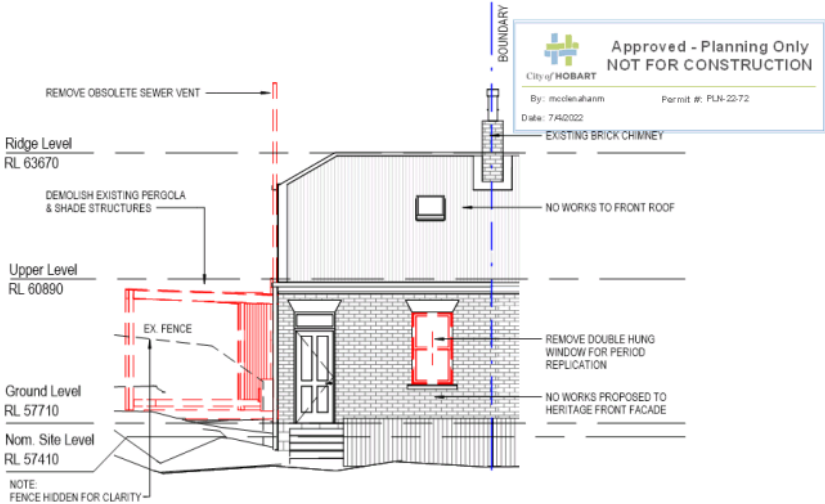 BOUNDARY
City of HOBART
Approved - Planning Only
NOT FOR CONSTRUCTION
By: mcclenahanm
Permit #: PLN-22-72
Date: 7/4/2022
REMOVE OBSOLETE SEWER VENT
EXISTING BRICK CHIMNEY
Ridge Level
RL 63670
DEMOLISH EXISTING PERGOLA
& SHADE STRUCTURES
NO WORKS TO FRONT ROOF
Upper Level
RL 60890
EX. FENCE
REMOVE DOUBLE HUNG
WINDOW FOR PERIOD
REPLICATION
Ground Level
RL 57710
NO WORKS PROPOSED TO
HERITAGE FRONT FACADE
Nom. Site Level
RL 57410
NOTE:
FENCE HIDDEN FOR CLARITY